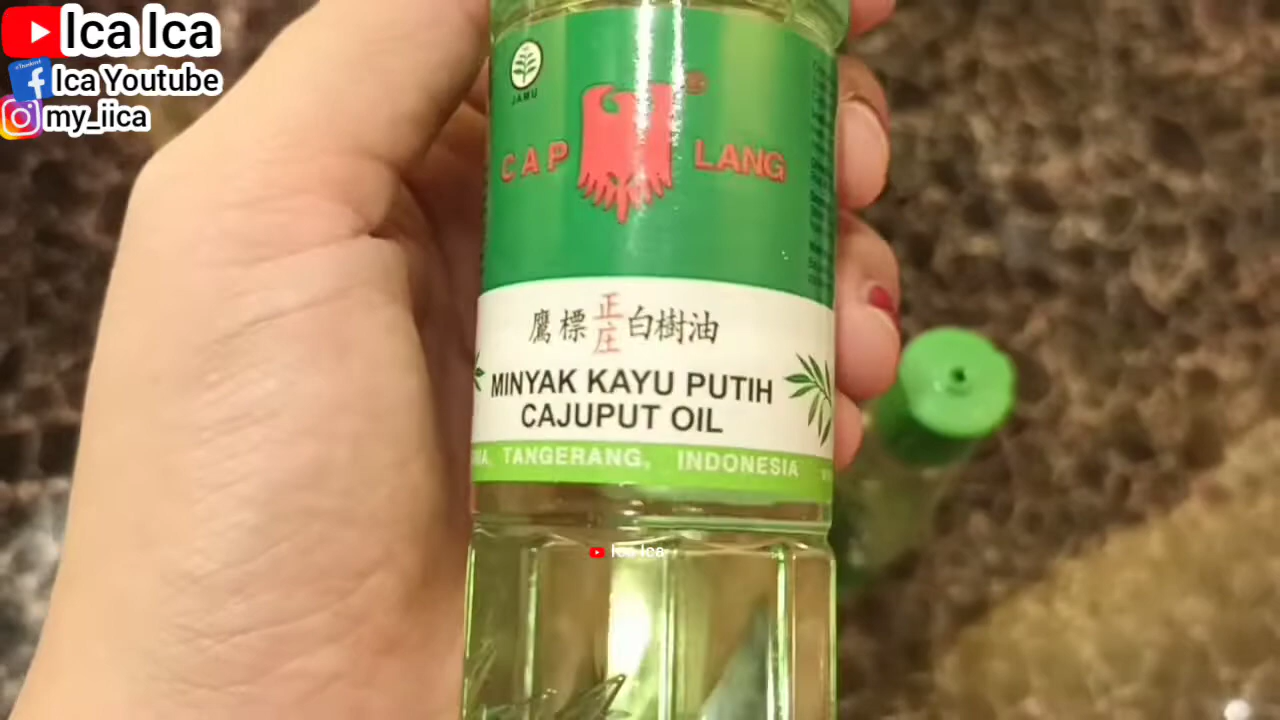 Ica Ica
Ica Youtube
my_iica
JAMU
CAP LANG
鷹標正庄白樹油
MINYAK KAYU PUTIH
CAJUPUT OIL
TANGERANG, INDONESIA
Ica Ica